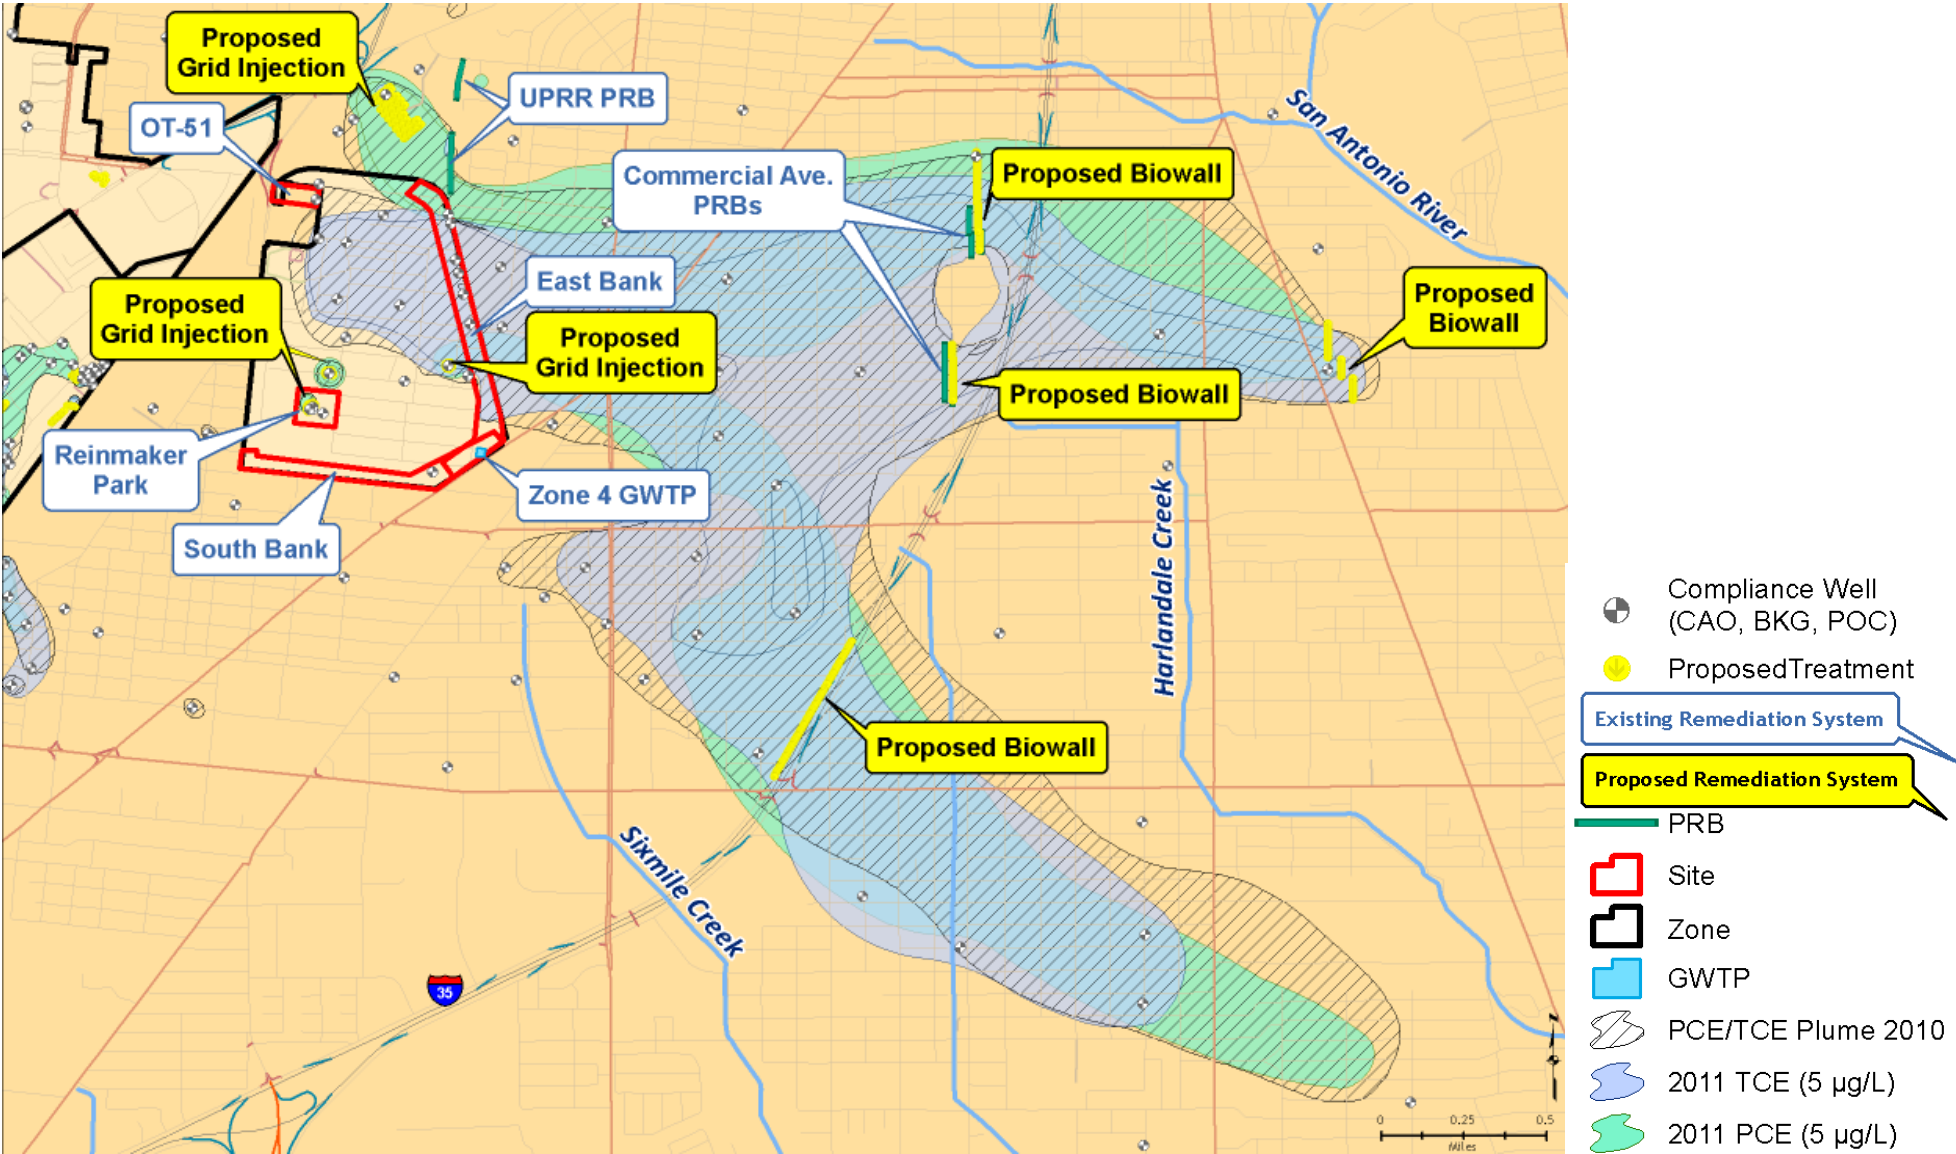 Proposed
Grid Injection
OT-51
UPRR PRB
Commercial Ave.
PRBs
Proposed Biowall
San Antonio River
East Bank
Proposed
Grid Injection
Proposed
Grid Injection
Proposed
Biowall
Proposed Biowall
Reinmaker
Park
South Bank
Zone 4 GWTP
Harlandale Creek
Proposed Biowall
Sixmile Creek
35
Compliance Well
(CAO, BKG, POC)
ProposedTreatment
Existing Remediation System
Proposed Remediation System
PRB
Site
Zone
GWTP
PCE/TCE Plume 2010
2011 TCE (5 µg/L)
2011 PCE (5 µg/L)
N
0 0.25 0.5
Miles